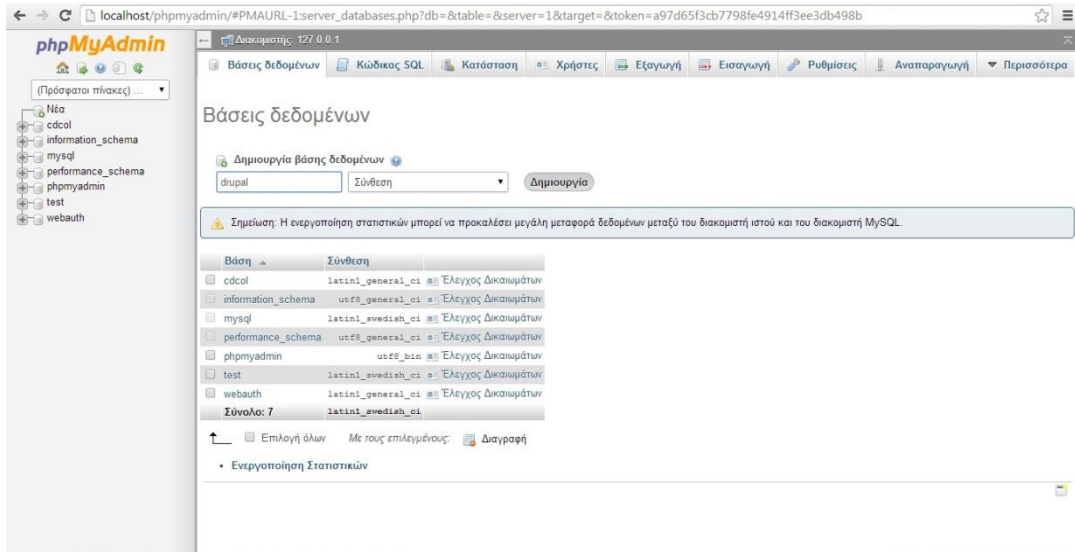 localhost/phpmyadmin/#PMAURL-1:server_databases.php?db=&table=&server=1&target=&token=a97d65f3cb7798fe4914ff3ee3db498b
phpMyAdmin
(Πρόσφατοι πίνακες) ...
Νέα
cdcol
information_schema
mysql
performance_schema
phpmyadmin
test
webauth
Διακομιστής: 127.0.0.1
Βάσεις δεδομένων Κώδικας SQL Κατάσταση Χρήστες Εξαγωγή Εισαγωγή Ρυθμίσεις Αναπαραγωγή Περισσότερα
Βάσεις δεδομένων
Δημιουργία βάσης δεδομένων
drupal Σύνθεση Δημιουργία
Σημείωση: Η ενεργοποίηση στατιστικών μπορεί να προκαλέσει μεγάλη μεταφορά δεδομένων μεταξύ του διακομιστή ιστού και του διακομιστή MySQL.
Βάση Σύνθεση
cdcol latin1_general_ci Έλεγχος Δικαιωμάτων
information_schema utf8_general_ci Έλεγχος Δικαιωμάτων
mysql latin1_swedish_ci Έλεγχος Δικαιωμάτων
performance_schema utf8_general_ci Έλεγχος Δικαιωμάτων
phpmyadmin utf8_bin Έλεγχος Δικαιωμάτων
test latin1_swedish_ci Έλεγχος Δικαιωμάτων
webauth latin1_general_ci Έλεγχος Δικαιωμάτων
Σύνολο: 7 latin1_swedish_ci
Επιλογή όλων Με τους επιλεγμένους: Διαγραφή
• Ενεργοποίηση Στατιστικών